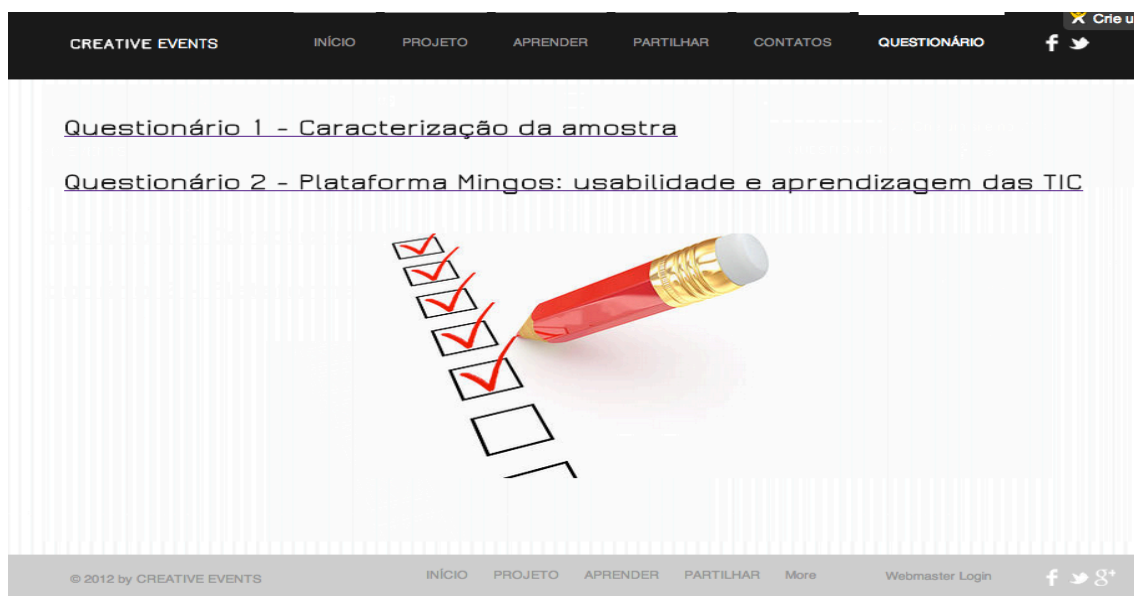 Crie u
CREATIVE EVENTS INÍCIO PROJETO APRENDER PARTILHAR CONTATOS QUESTIONÁRIO
Questionário 1 - Caracterização da amostra
Questionário 2 - Plataforma Mingos: usabilidade e aprendizagem das TIC
© 2012 by CREATIVE EVENTS INÍCIO PROJETO APRENDER PARTILHAR More Webmaster Login